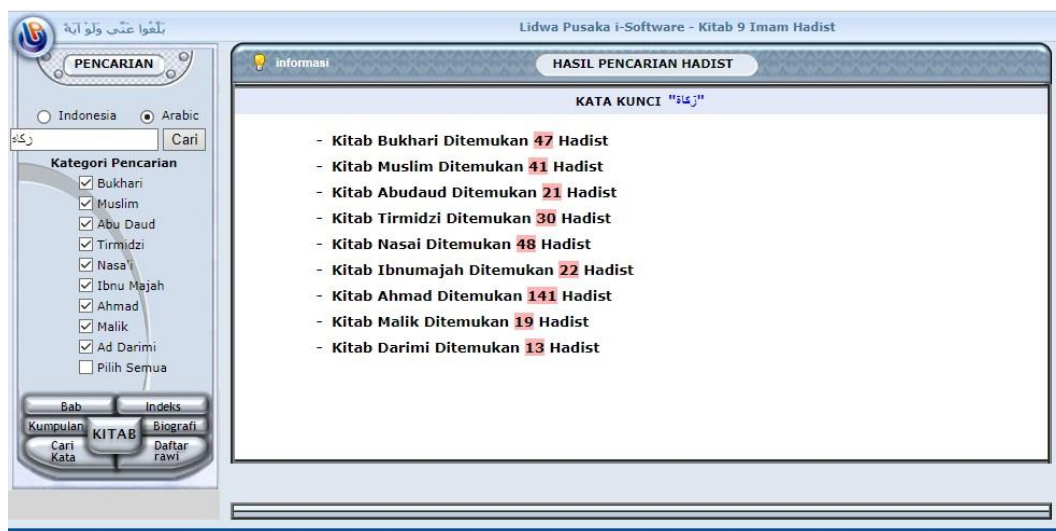 بَلِّغُوا عَنِّى وَلَوْ آيَةً
Lidwa Pusaka i-Software - Kitab 9 Imam Hadist
PENCARIAN
Indonesia Arabic
زكاة Cari
Kategori Pencarian
Bukhari
Muslim
Abu Daud
Tirmidzi
Nasa'i
Ibnu Majah
Ahmad
Malik
Ad Darimi
Pilih Semua
Bab Indeks
Kumpulan KITAB Biografi
Cari Kata Daftar rawi
informasi HASIL PENCARIAN HADIST
KATA KUNCI "زكاة"
- Kitab Bukhari Ditemukan 47 Hadist
- Kitab Muslim Ditemukan 41 Hadist
- Kitab Abudaud Ditemukan 21 Hadist
- Kitab Tirmidzi Ditemukan 30 Hadist
- Kitab Nasai Ditemukan 48 Hadist
- Kitab Ibnumajah Ditemukan 22 Hadist
- Kitab Ahmad Ditemukan 141 Hadist
- Kitab Malik Ditemukan 19 Hadist
- Kitab Darimi Ditemukan 13 Hadist